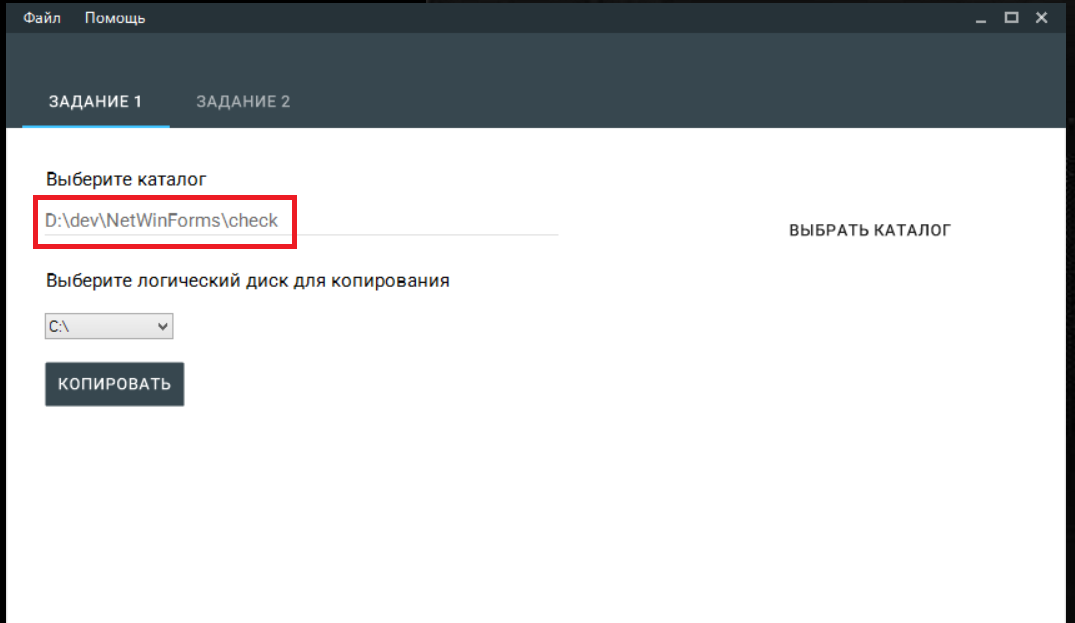 Файл Помощь
ЗАДАНИЕ 1 ЗАДАНИЕ 2
Выберите каталог
D:\dev\NetWinForms\check
ВЫБРАТЬ КАТАЛОГ
Выберите логический диск для копирования
C:\
КОПИРОВАТЬ